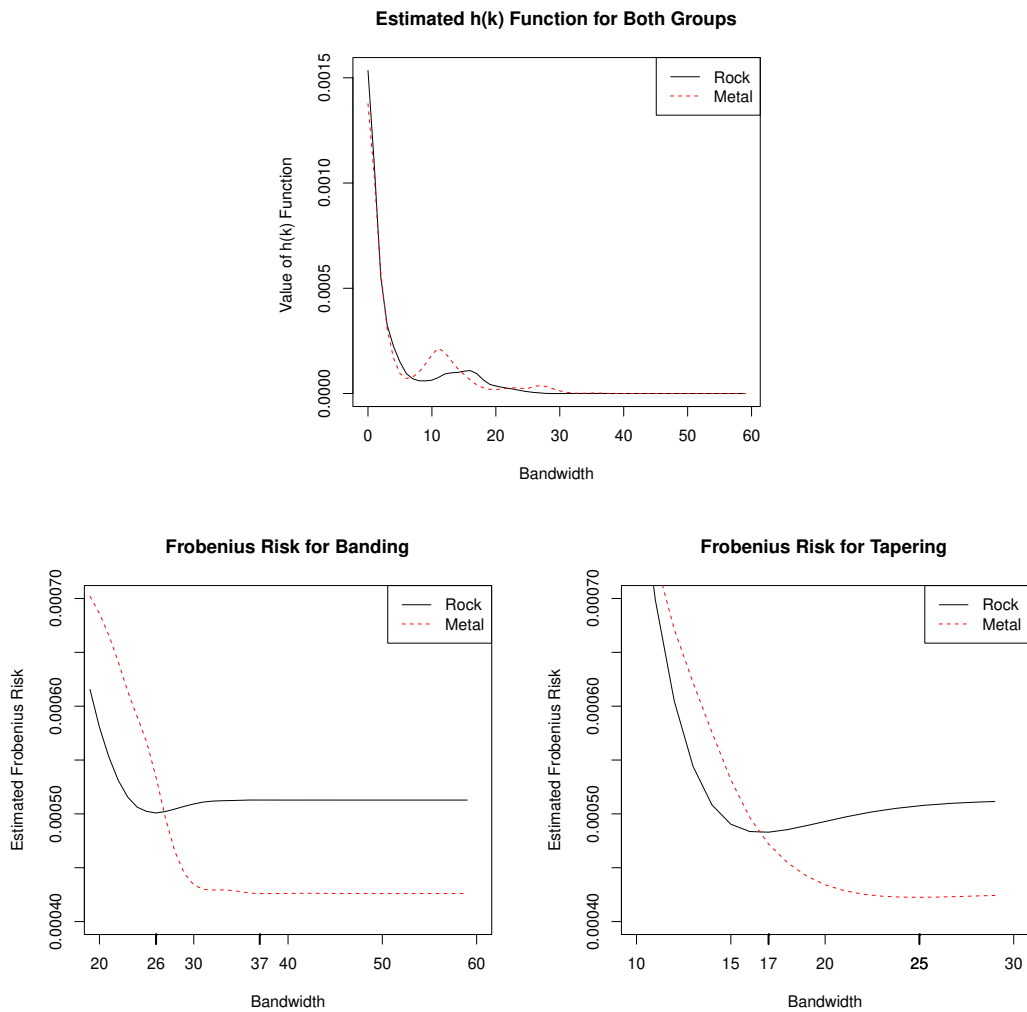 Estimated h(k) Function for Both Groups
Value of h(k) Function
0.0015
0.0010
0.0005
0.0000
Rock
Metal
0 10 20 30 40 50 60
Bandwidth
Frobenius Risk for Banding
Estimated Frobenius Risk
0.00070
0.00060
0.00050
0.00040
Rock
Metal
20 26 30 37 40 50 60
Bandwidth
Frobenius Risk for Tapering
Estimated Frobenius Risk
0.00070
0.00060
0.00050
0.00040
Rock
Metal
10 15 17 20 25 30
Bandwidth